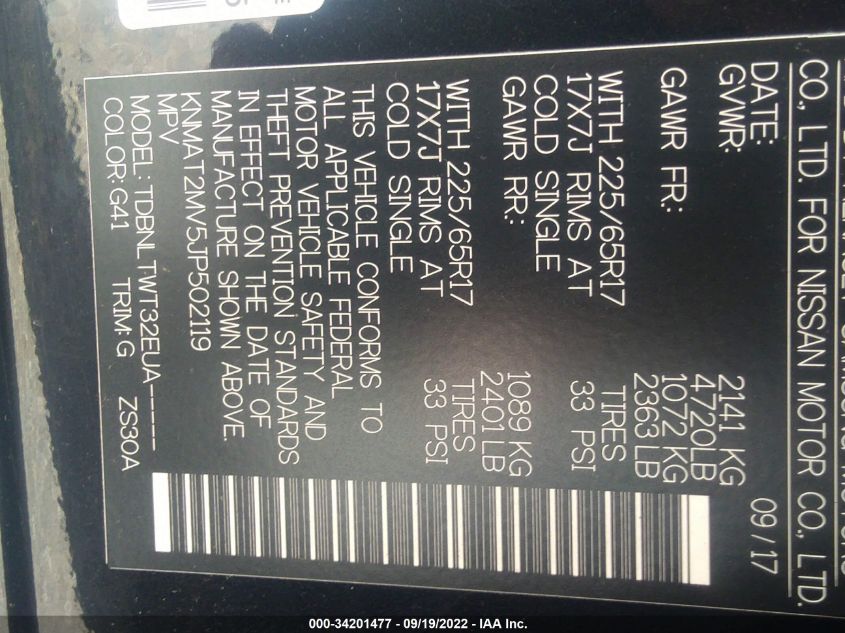 CO., LTD. FOR NISSAN MOTOR CO., LTD.
DATE: 09/17
GVWR: 2141 KG
4720LB
GAWR FR: 1072 KG
2363 LB
WITH 225/65R17 TIRES
17X7J RIMS AT 33 PSI
COLD SINGLE
GAWR RR: 1089 KG
2401 LB
WITH 225/65R17 TIRES
17X7J RIMS AT 33 PSI
COLD SINGLE
THIS VEHICLE CONFORMS TO
ALL APPLICABLE FEDERAL
MOTOR VEHICLE SAFETY AND
THEFT PREVENTION STANDARDS
IN EFFECT ON THE DATE OF
MANUFACTURE SHOWN ABOVE.
KNMAT2MV5JP502119
MPV
MODEL: TDBNLTWT32EUA-----
COLOR: G41 TRIM: G ZS30A
000-34201477 - 09/19/2022 - IAA Inc.